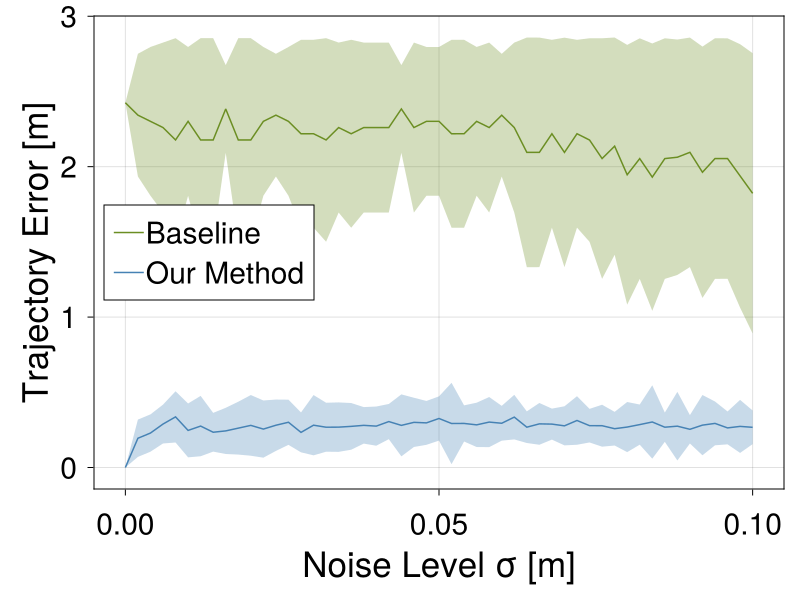 3
2
1
0
Trajectory Error [m]
Baseline
Our Method
0.00
0.05
0.10
Noise Level σ [m]